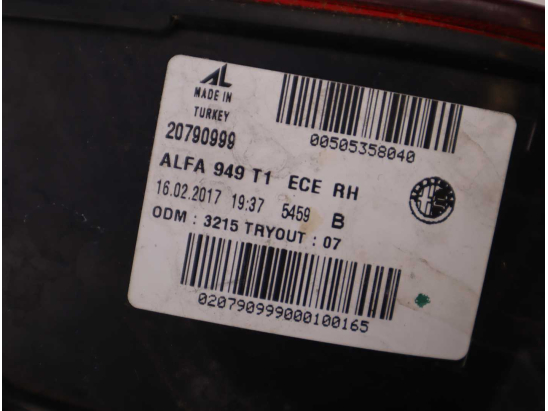 AL
MADE IN
TURKEY
20790999
00505358040
ALFA 949 T1 ECE RH
16.02.2017 19:37 5459 B
ODM : 3215 TRYOUT : 07
020790999000100165